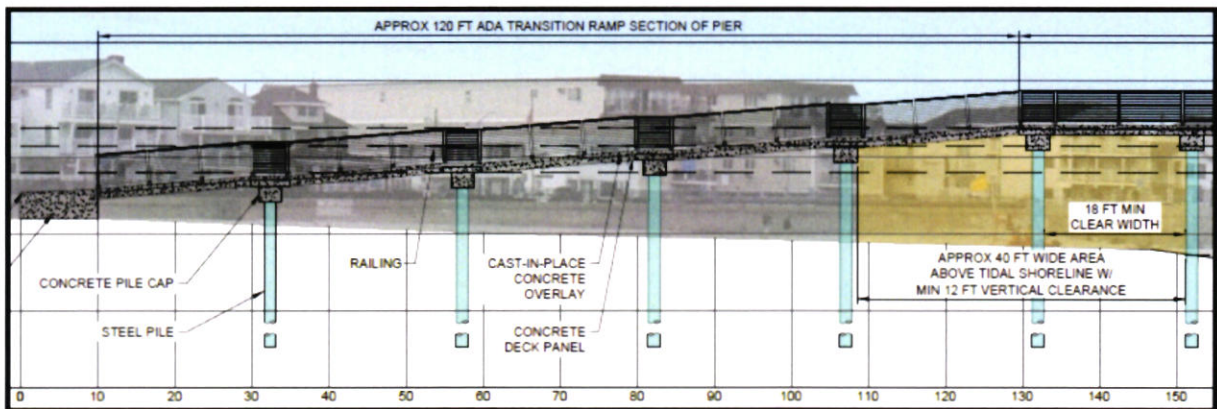 APPROX 120 FT ADA TRANSITION RAMP SECTION OF PIER
18 FT MIN
CLEAR WIDTH
RAILING
CAST-IN-PLACE
CONCRETE
OVERLAY
APPROX 40 FT WIDE AREA
ABOVE TIDAL SHORELINE W/
MIN 12 FT VERTICAL CLEARANCE
CONCRETE PILE CAP
STEEL PILE
CONCRETE
DECK PANEL
0 10 20 30 40 50 60 70 80 90 100 110 120 130 140 150